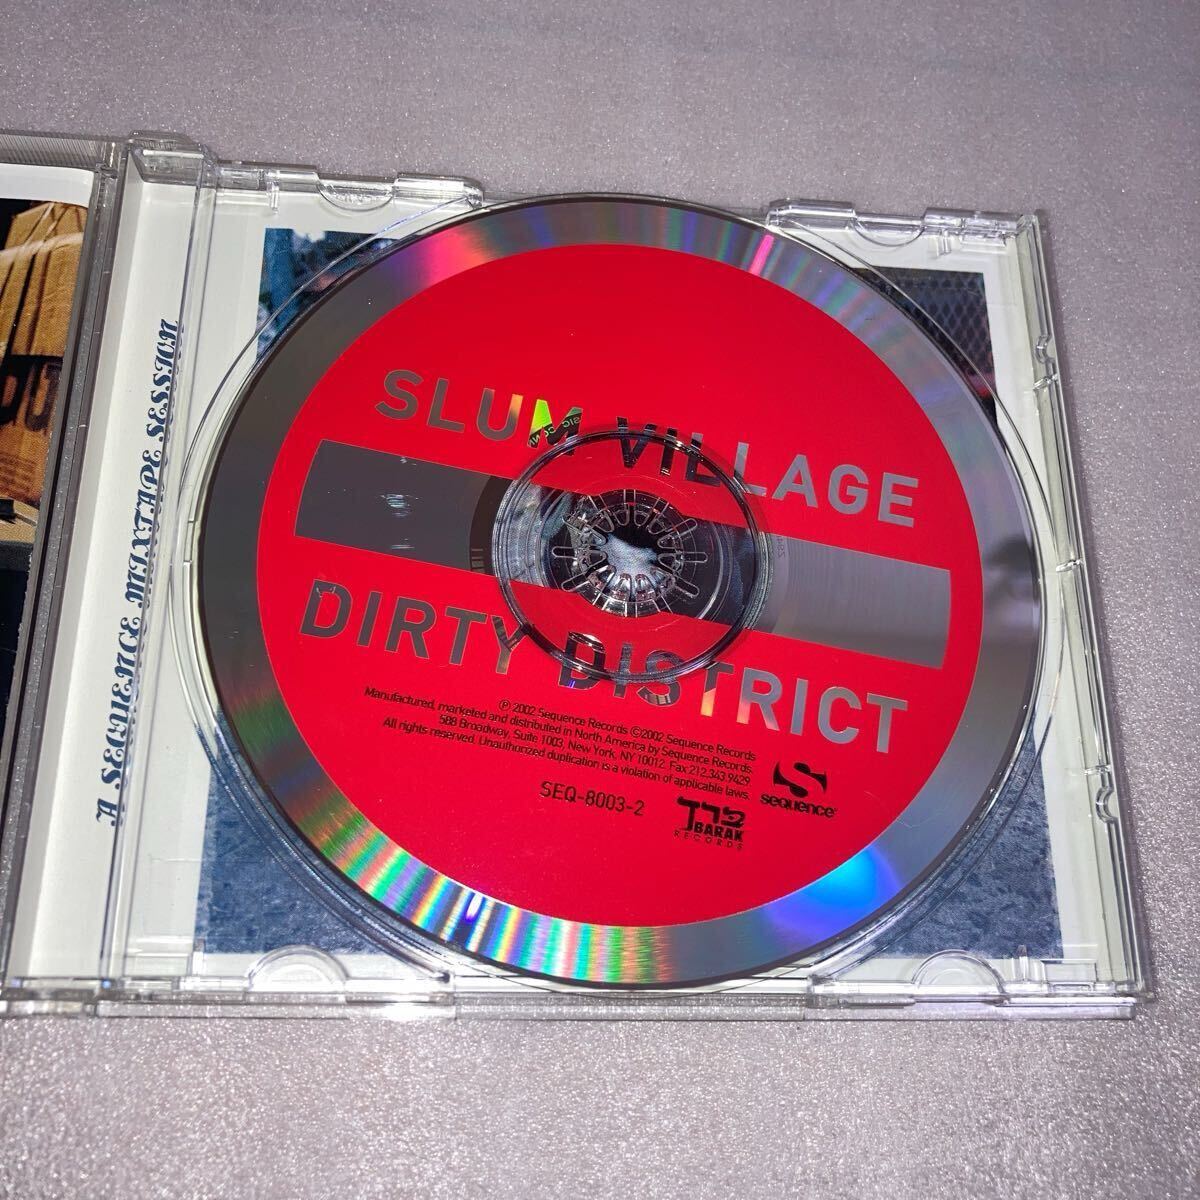 A SEQUENCE MIXTAPE SESSION
SLUM VILLAGE
DIRTY DISTRICT
℗ 2002 Sequence Records ©2002 Sequence Records
Manufactured, marketed and distributed in North America by Sequence Records.
588 Broadway, Suite 1003, New York, NY 10012. Fax 212.343.9429.
All rights reserved. Unauthorized duplication is a violation of applicable laws.
SEQ-8003-2
ברק
BARAK
RECORDS
sequence